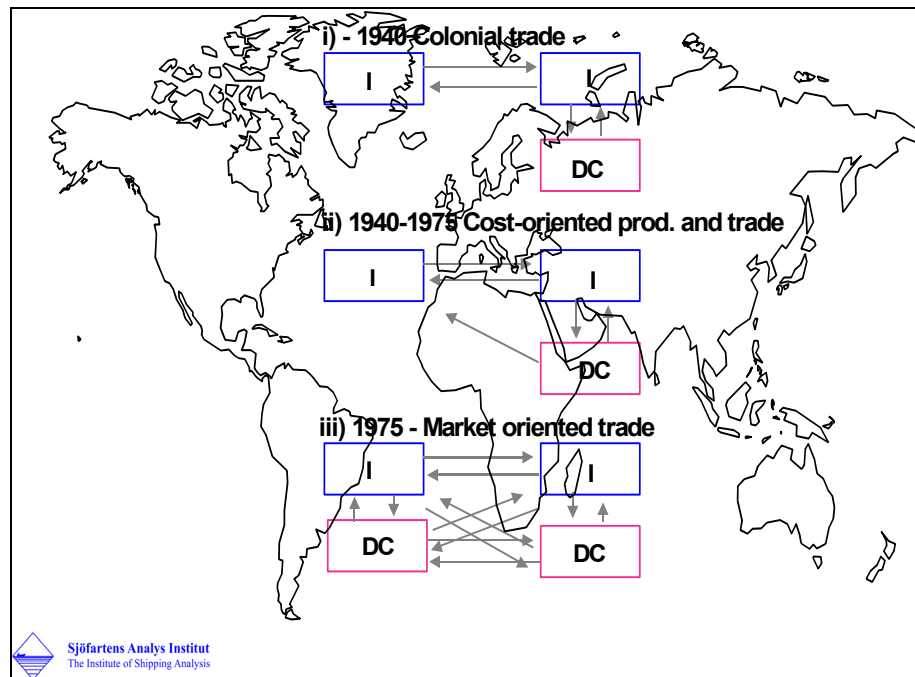 i) - 1940 Colonial trade
I I
DC
ii) 1940-1975 Cost-oriented prod. and trade
I I
DC
iii) 1975 - Market oriented trade
I I
DC DC
Sjöfartens Analys Institut
The Institute of Shipping Analysis